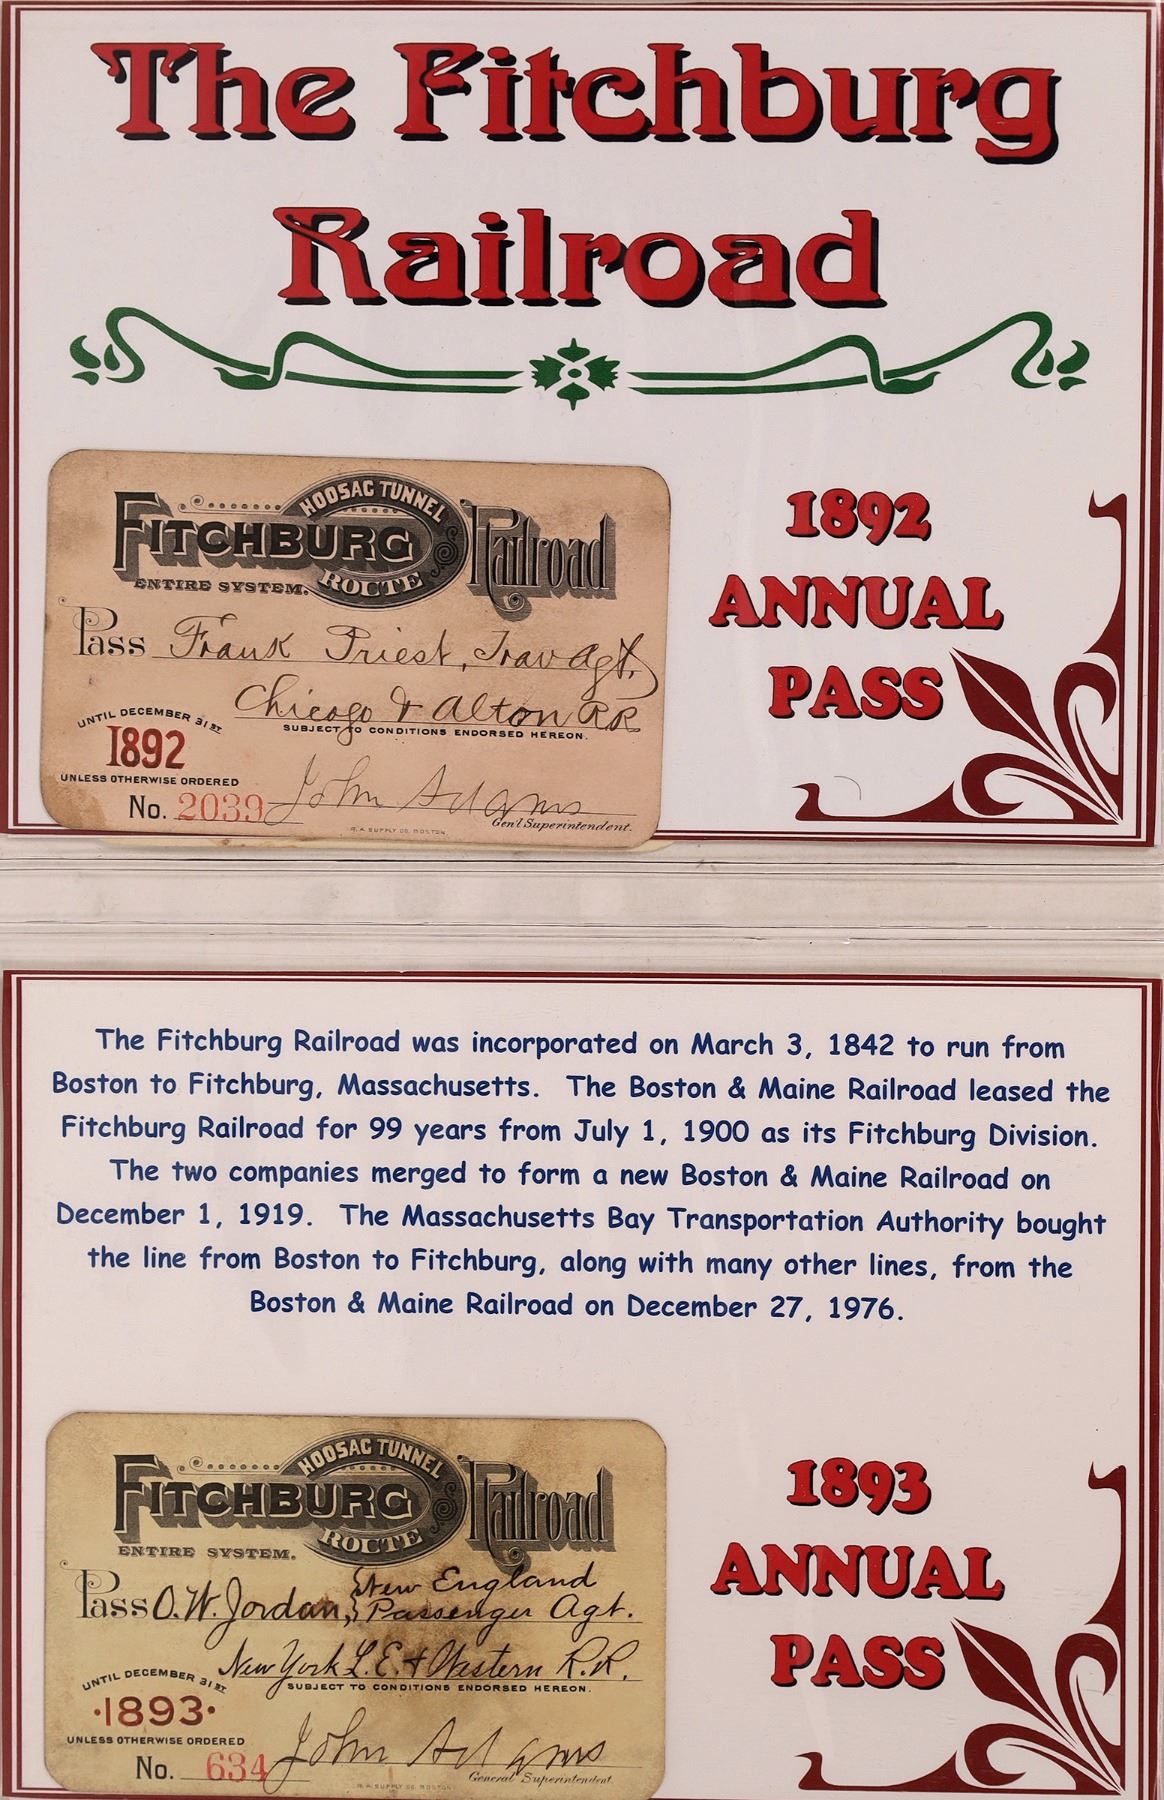 The Fitchburg
Railroad
HOOSAC TUNNEL
FITCHBURG Railroad
ENTIRE SYSTEM. ROUTE
Pass Frank Priest, Trav Agt.
Chicago & Alton RR
SUBJECT TO CONDITIONS ENDORSED HEREON.
UNTIL DECEMBER 31ST
1892
UNLESS OTHERWISE ORDERED
No. 2039 John Adams
Gen'l Superintendent.
R. A. SUPPLY CO. BOSTON
1892
ANNUAL
PASS
The Fitchburg Railroad was incorporated on March 3, 1842 to run from
Boston to Fitchburg, Massachusetts. The Boston & Maine Railroad leased the
Fitchburg Railroad for 99 years from July 1, 1900 as its Fitchburg Division.
The two companies merged to form a new Boston & Maine Railroad on
December 1, 1919. The Massachusetts Bay Transportation Authority bought
the line from Boston to Fitchburg, along with many other lines, from the
Boston & Maine Railroad on December 27, 1976.
HOOSAC TUNNEL
FITCHBURG Railroad
ENTIRE SYSTEM. ROUTE
Pass O. W. Jordan, { New England
Passenger Agt.
New York L. E. & Western R. R.
SUBJECT TO CONDITIONS ENDORSED HEREON.
UNTIL DECEMBER 31ST
·1893·
UNLESS OTHERWISE ORDERED
No. 634 John Adams
General Superintendent.
R. A. SUPPLY CO. BOSTON
1893
ANNUAL
PASS